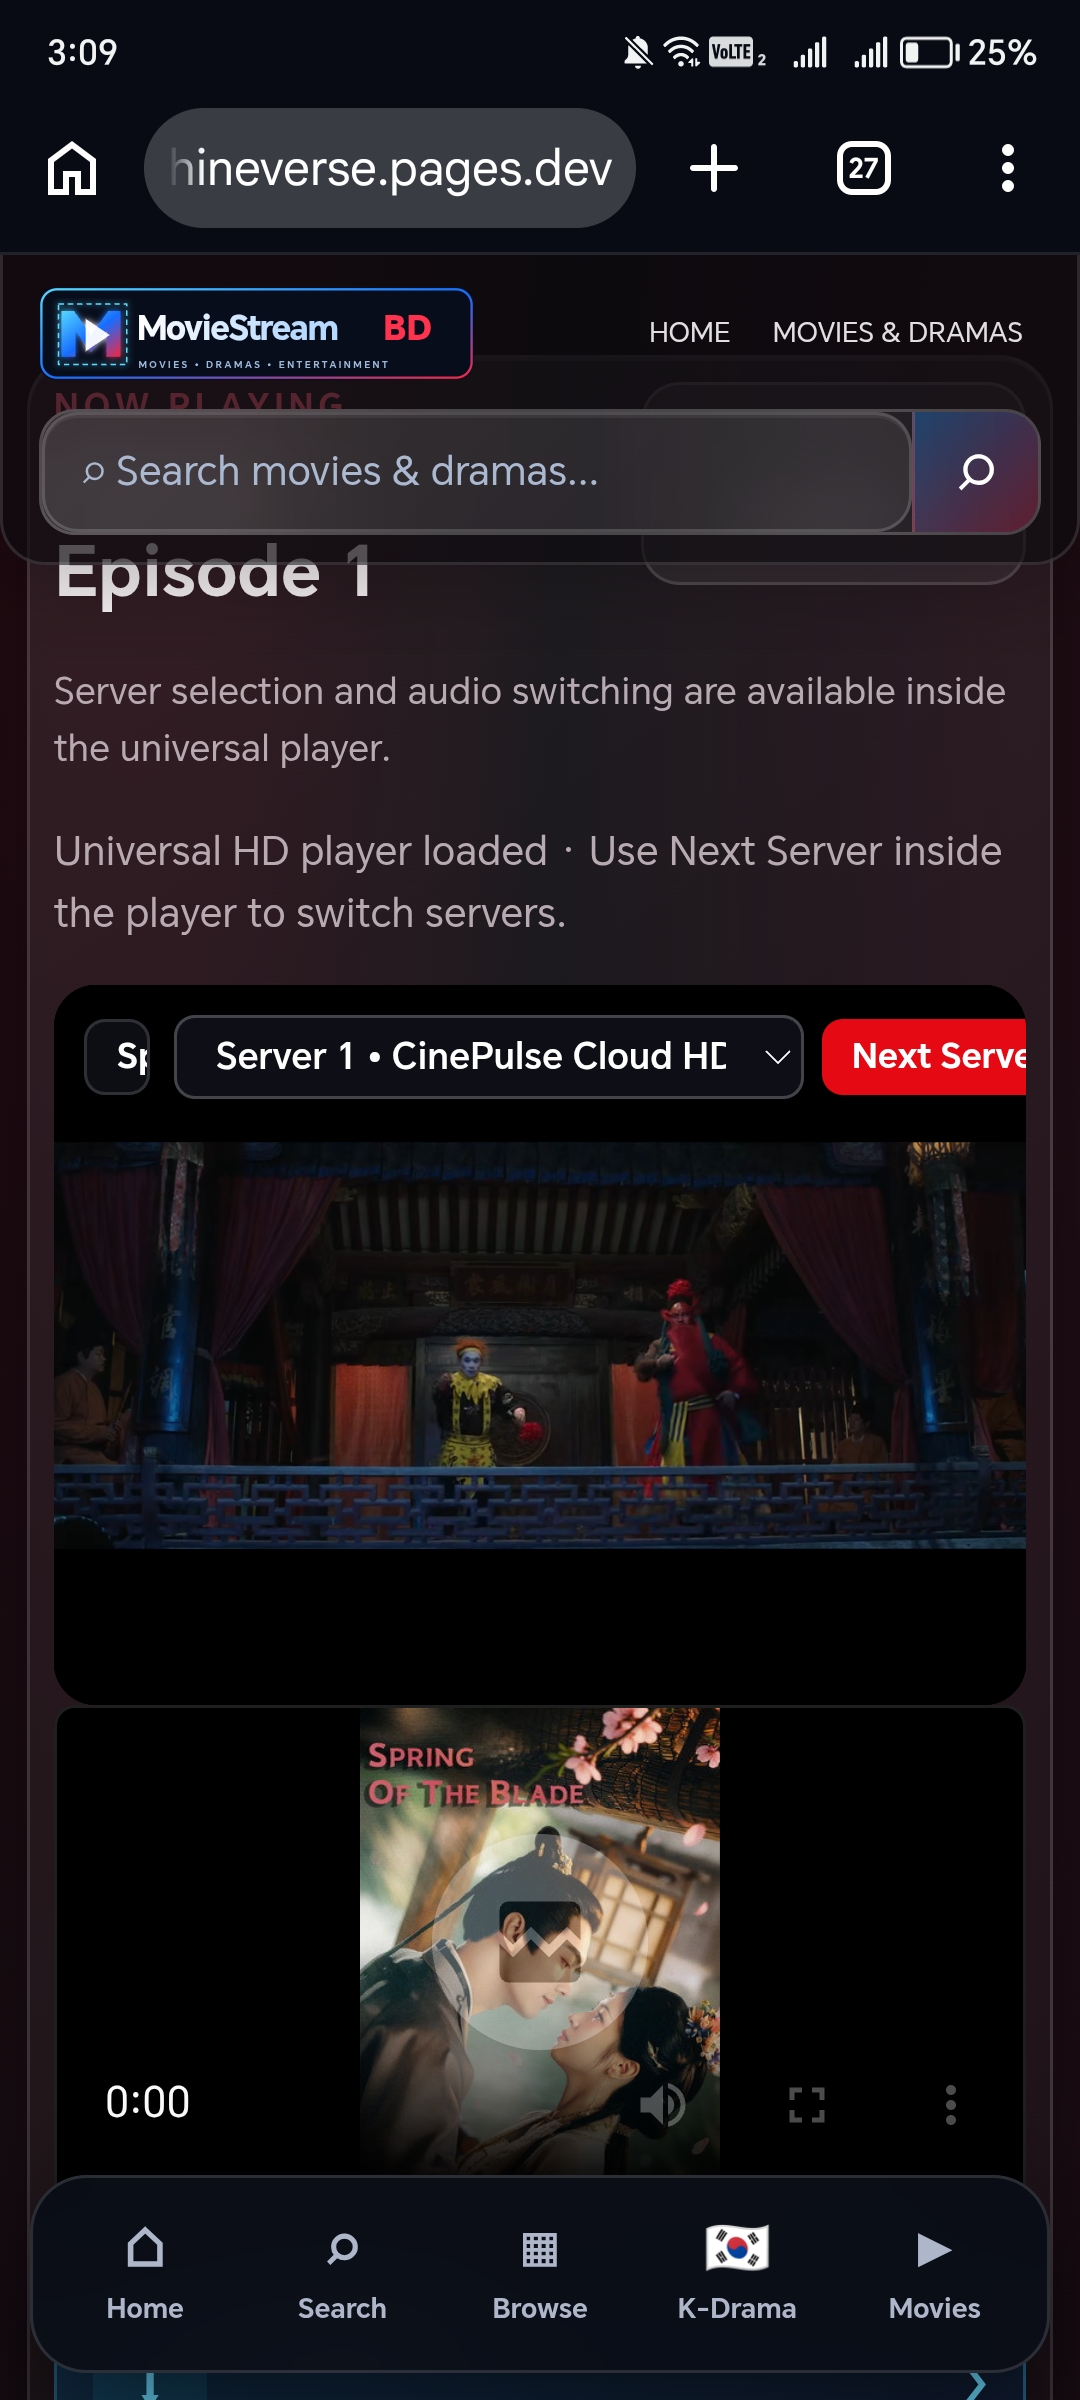 3:09
VoLTE 2
25%
hineverse.pages.dev
27
MovieStream BD
MOVIES • DRAMAS • ENTERTAINMENT
HOME
MOVIES & DRAMAS
NOW PLAYING
Search movies & dramas...
Episode 1
Server selection and audio switching are available inside
the universal player.
Universal HD player loaded · Use Next Server inside
the player to switch servers.
Sp
Server 1 • CinePulse Cloud HD
Next Serve
SPRING
OF THE BLADE
0:00
Home
Search
Browse
K-Drama
Movies